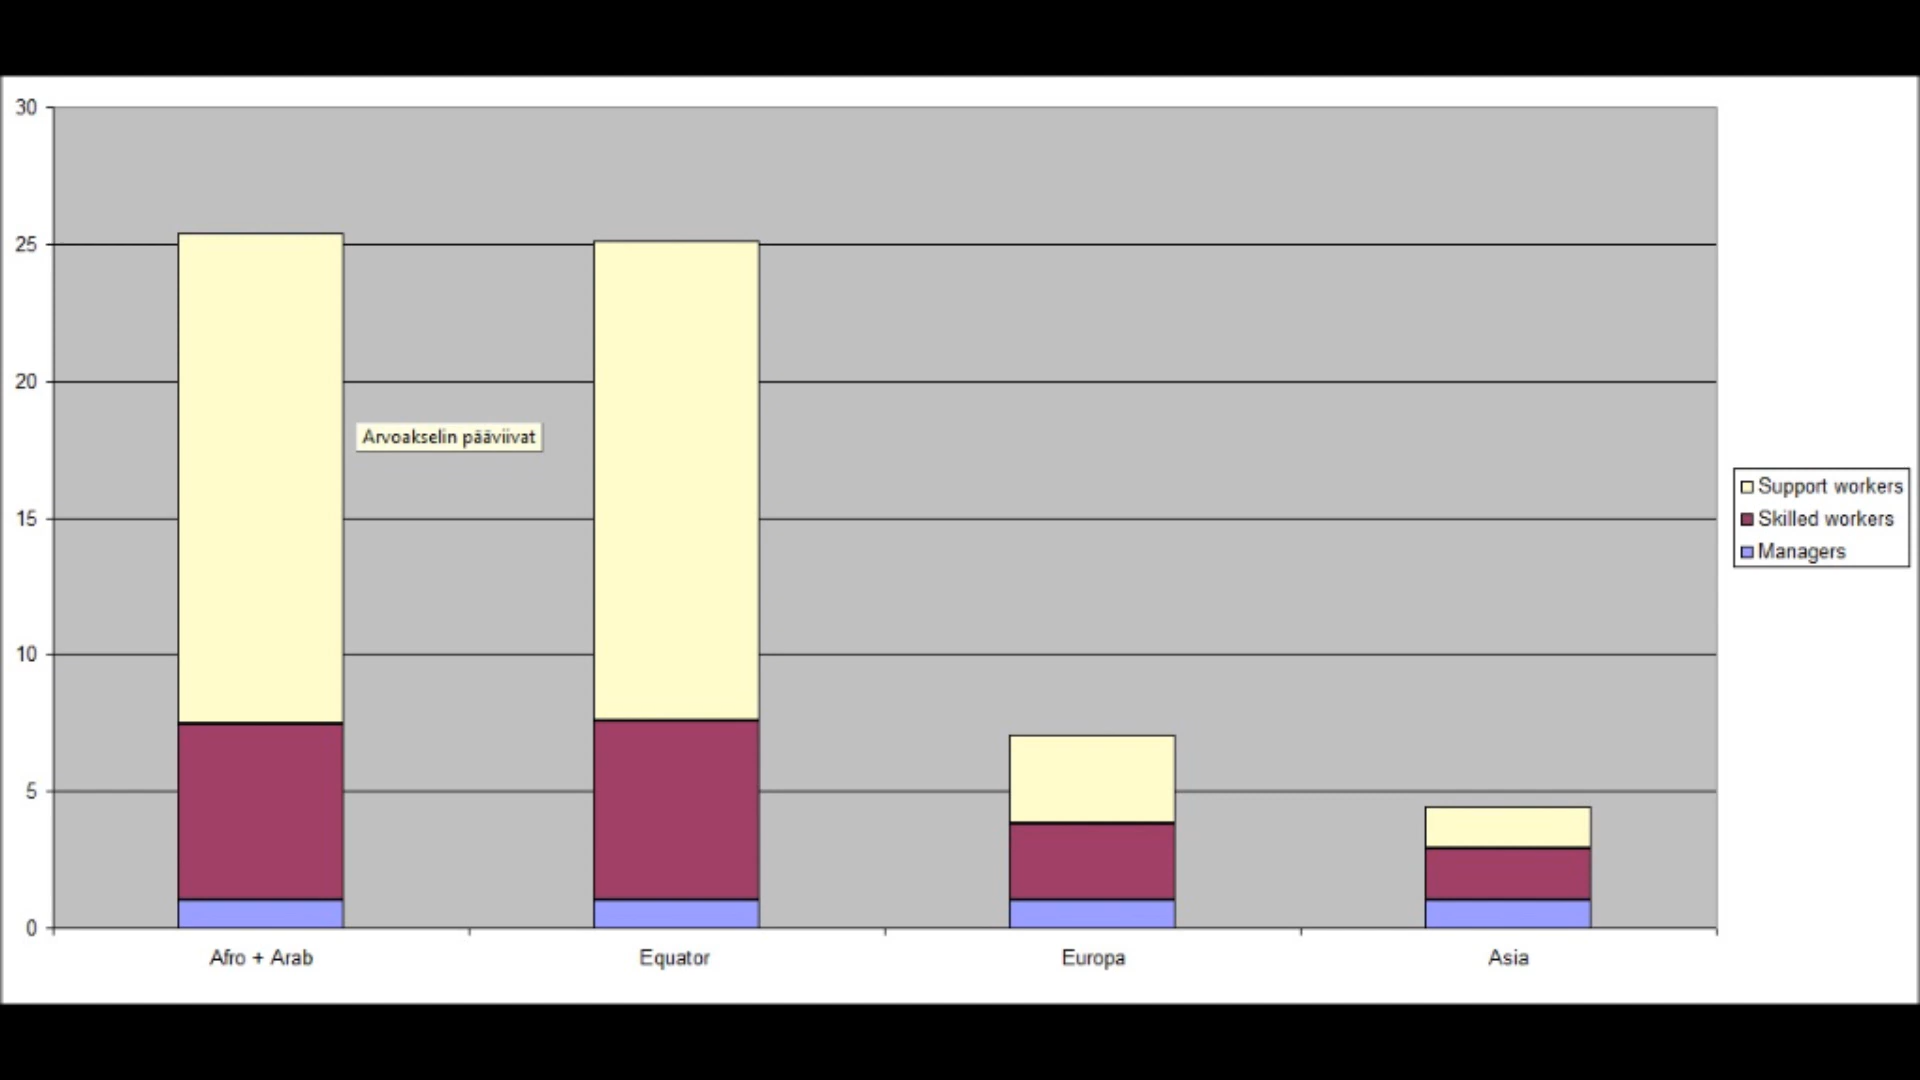 30
25
20
15
10
5
0
Arvoakselin pääviivat
Afro + Arab
Equator
Europa
Asia
Support workers
Skilled workers
Managers